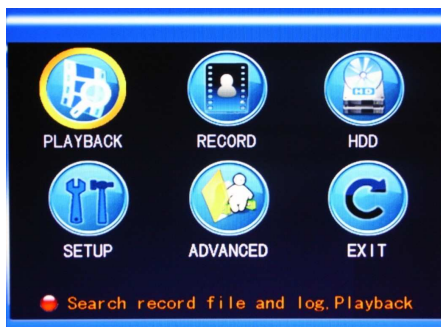 PLAYBACK RECORD HDD
HD
SETUP ADVANCED EXIT
Search record file and log, Playback